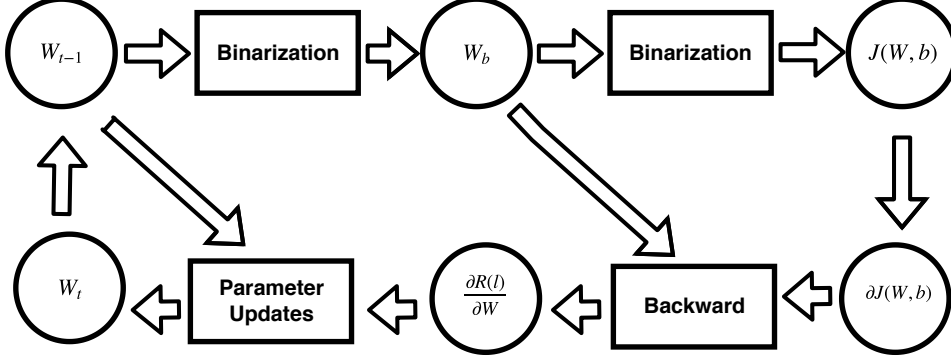 W_{t−1}
Binarization
W_b
Binarization
J(W, b)
W_t
Parameter
Updates
∂R(l)
∂W
Backward
∂J(W, b)